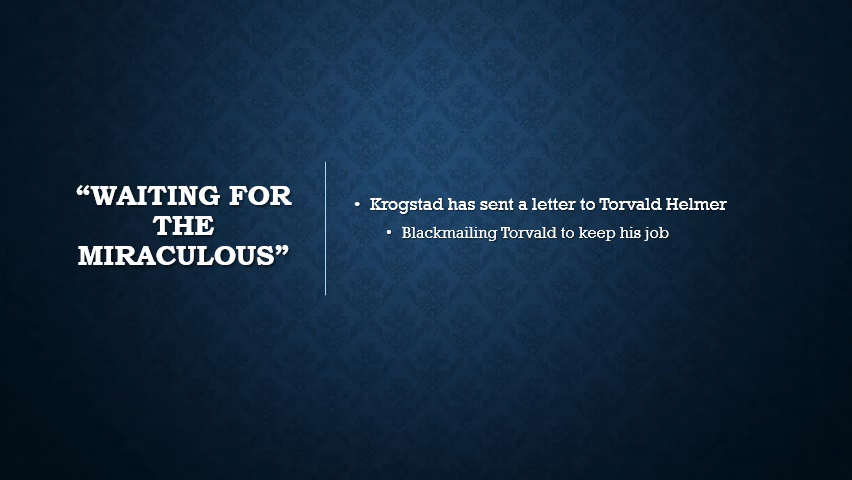 “WAITING FOR
THE
MIRACULOUS”
• Krogstad has sent a letter to Torvald Helmer
• Blackmailing Torvald to keep his job